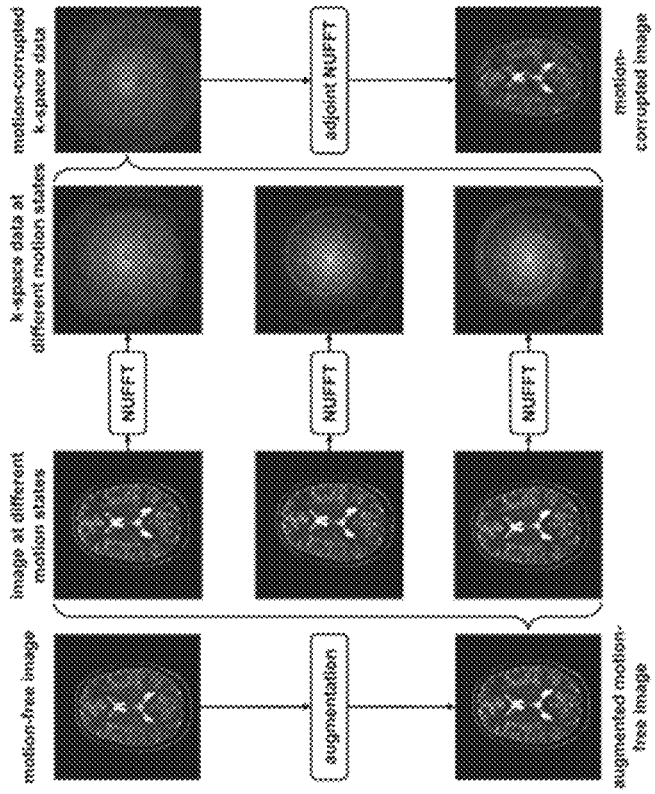 motion-free image
augmentation
augmented motion-
free image
image at different
motion states
NUFFT
NUFFT
NUFFT
k-space data at
different motion states
motion-corrupted
k-space data
adjoint NUFFT
motion-
corrupted image